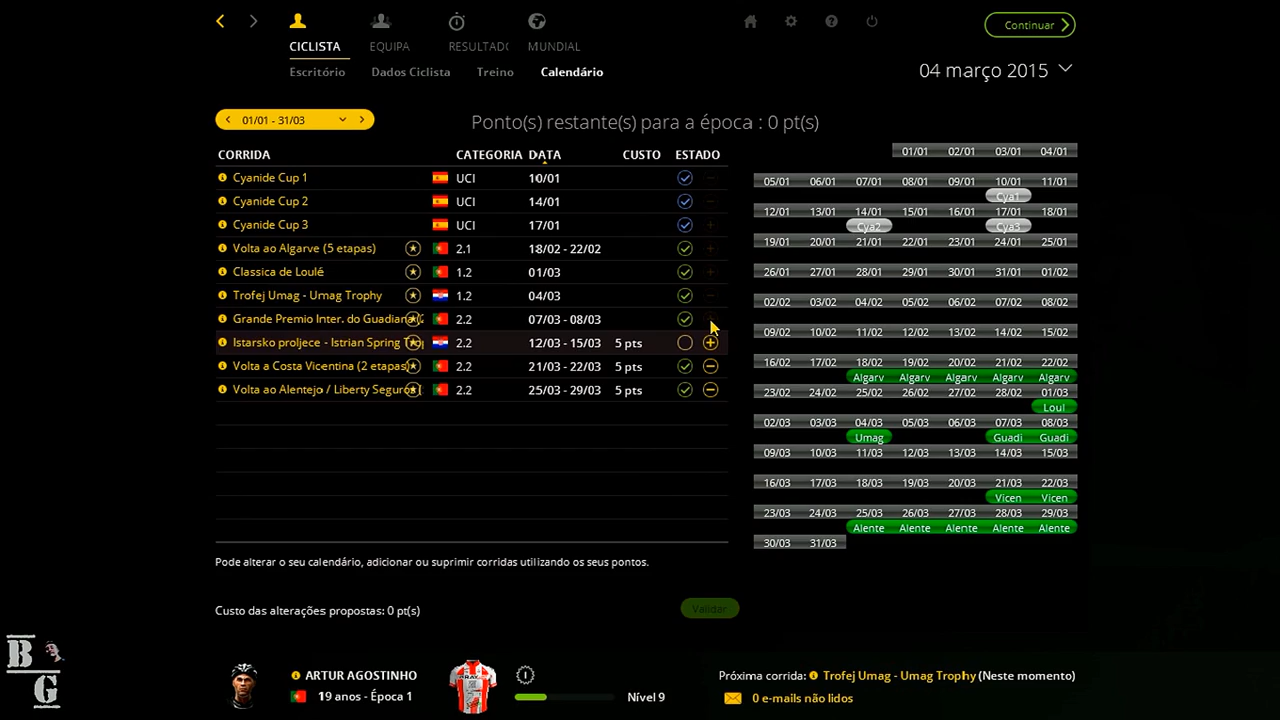 CICLISTA EQUIPA RESULTADO MUNDIAL
Continuar
Escritório Dados Ciclista Treino Calendário
04 março 2015
01/01 - 31/03
Ponto(s) restante(s) para a época : 0 pt(s)
CORRIDA CATEGORIA DATA CUSTO ESTADO
Cyanide Cup 1 UCI 10/01
Cyanide Cup 2 UCI 14/01
Cyanide Cup 3 UCI 17/01
Volta ao Algarve (5 etapas) 2.1 18/02 - 22/02
Classica de Loulé 1.2 01/03
Trofej Umag - Umag Trophy 1.2 04/03
Grande Premio Inter. do Guadiana 2.2 07/03 - 08/03
Istarsko proljece - Istrian Spring 2.2 12/03 - 15/03 5 pts
Volta a Costa Vicentina (2 etapas) 2.2 21/03 - 22/03 5 pts
Volta ao Alentejo / Liberty Seguros 2.2 25/03 - 29/03 5 pts
01/01 02/01 03/01 04/01
05/01 06/01 07/01 08/01 09/01 10/01 11/01
Cya1
12/01 13/01 14/01 15/01 16/01 17/01 18/01
Cya2 Cya3
19/01 20/01 21/01 22/01 23/01 24/01 25/01
26/01 27/01 28/01 29/01 30/01 31/01 01/02
02/02 03/02 04/02 05/02 06/02 07/02 08/02
09/02 10/02 11/02 12/02 13/02 14/02 15/02
16/02 17/02 18/02 19/02 20/02 21/02 22/02
Algarv Algarv Algarv Algarv Algarv
23/02 24/02 25/02 26/02 27/02 28/02 01/03
Loul
02/03 03/03 04/03 05/03 06/03 07/03 08/03
Umag Guadi Guadi
09/03 10/03 11/03 12/03 13/03 14/03 15/03
16/03 17/03 18/03 19/03 20/03 21/03 22/03
Vicen Vicen
23/03 24/03 25/03 26/03 27/03 28/03 29/03
Alente Alente Alente Alente Alente
30/03 31/03
Pode alterar o seu calendário, adicionar ou suprimir corridas utilizando os seus pontos.
Custo das alterações propostas: 0 pt(s)
Validar
B
G
ARTUR AGOSTINHO
19 anos - Época 1
Nível 9
Próxima corrida: Trofej Umag - Umag Trophy (Neste momento)
0 e-mails não lidos